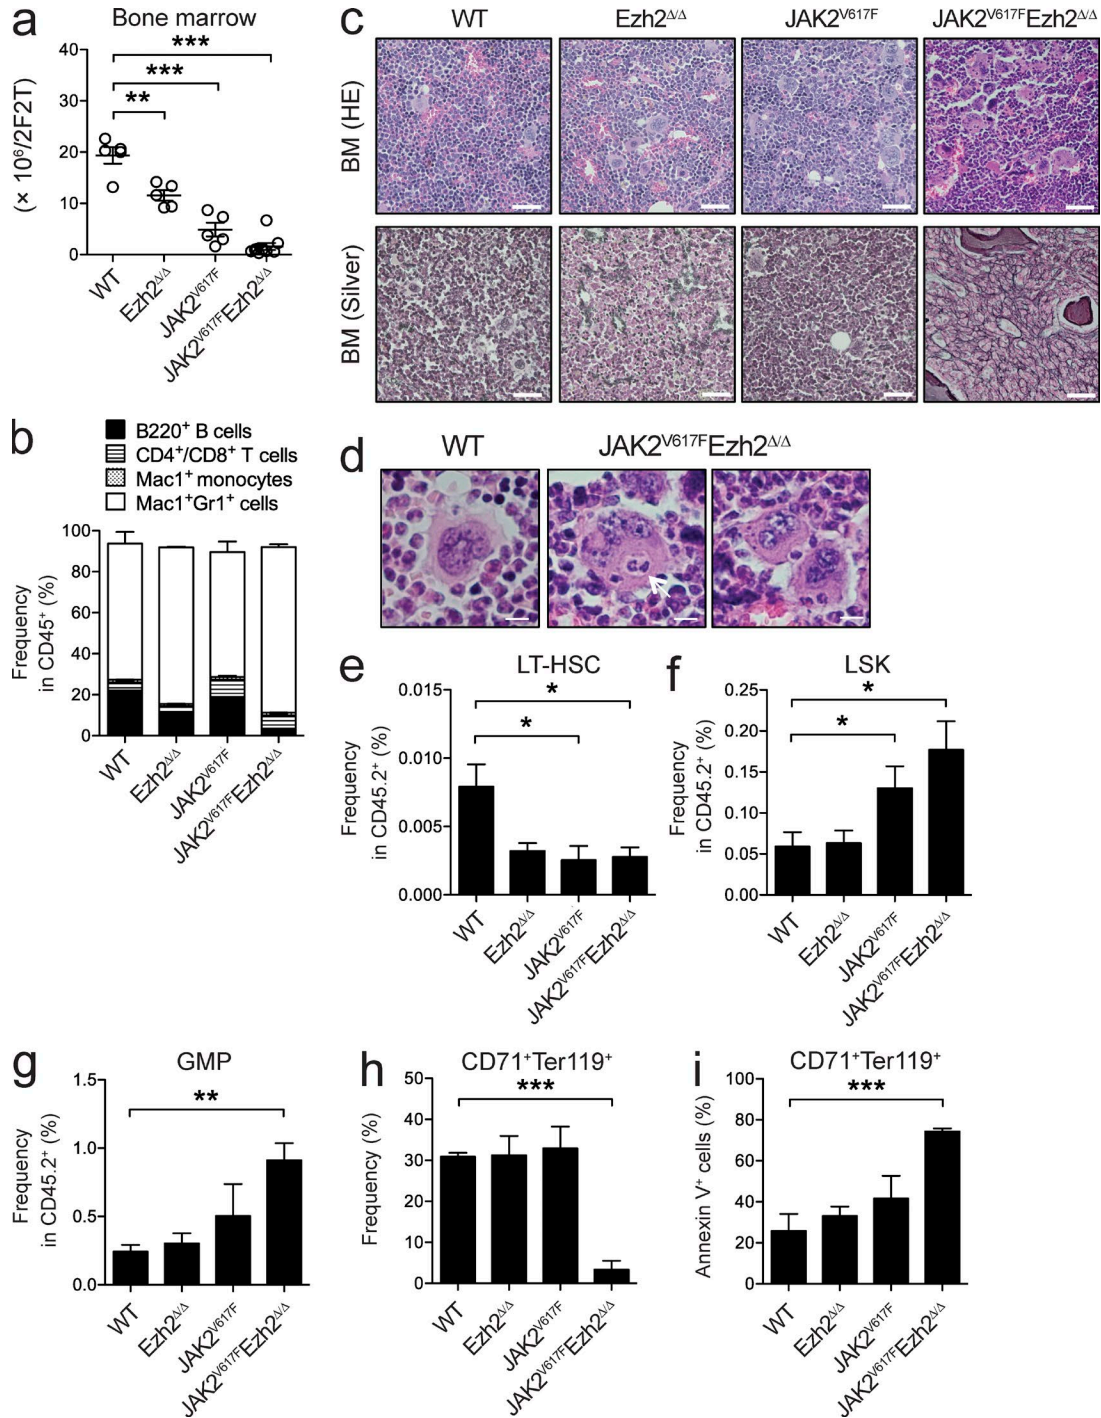 a
Bone marrow
***
***
**
(× 10⁶/2F2T)
40
30
20
10
0
WT
Ezh2Δ/Δ
JAK2V617F
JAK2V617FEzh2Δ/Δ
b
B220⁺ B cells
CD4⁺/CD8⁺ T cells
Mac1⁺ monocytes
Mac1⁺Gr1⁺ cells
Frequency
in CD45⁺ (%)
100
80
60
40
20
0
WT
Ezh2Δ/Δ
JAK2V617F
JAK2V617FEzh2Δ/Δ
c
WT
Ezh2Δ/Δ
JAK2V617F
JAK2V617FEzh2Δ/Δ
BM (HE)
BM (Silver)
d
WT
JAK2V617FEzh2Δ/Δ
e
LT-HSC
*
*
Frequency
in CD45.2⁺ (%)
0.015
0.010
0.005
0.000
WT
Ezh2Δ/Δ
JAK2V617F
JAK2V617FEzh2Δ/Δ
f
LSK
*
*
Frequency
in CD45.2⁺ (%)
0.25
0.20
0.15
0.10
0.05
0.00
WT
Ezh2Δ/Δ
JAK2V617F
JAK2V617FEzh2Δ/Δ
g
GMP
**
Frequency
in CD45.2⁺ (%)
1.5
1.0
0.5
0.0
WT
Ezh2Δ/Δ
JAK2V617F
JAK2V617FEzh2Δ/Δ
h
CD71⁺Ter119⁺
***
Frequency (%)
50
40
30
20
10
0
WT
Ezh2Δ/Δ
JAK2V617F
JAK2V617FEzh2Δ/Δ
i
CD71⁺Ter119⁺
***
Annexin V⁺ cells (%)
100
80
60
40
20
0
WT
Ezh2Δ/Δ
JAK2V617F
JAK2V617FEzh2Δ/Δ